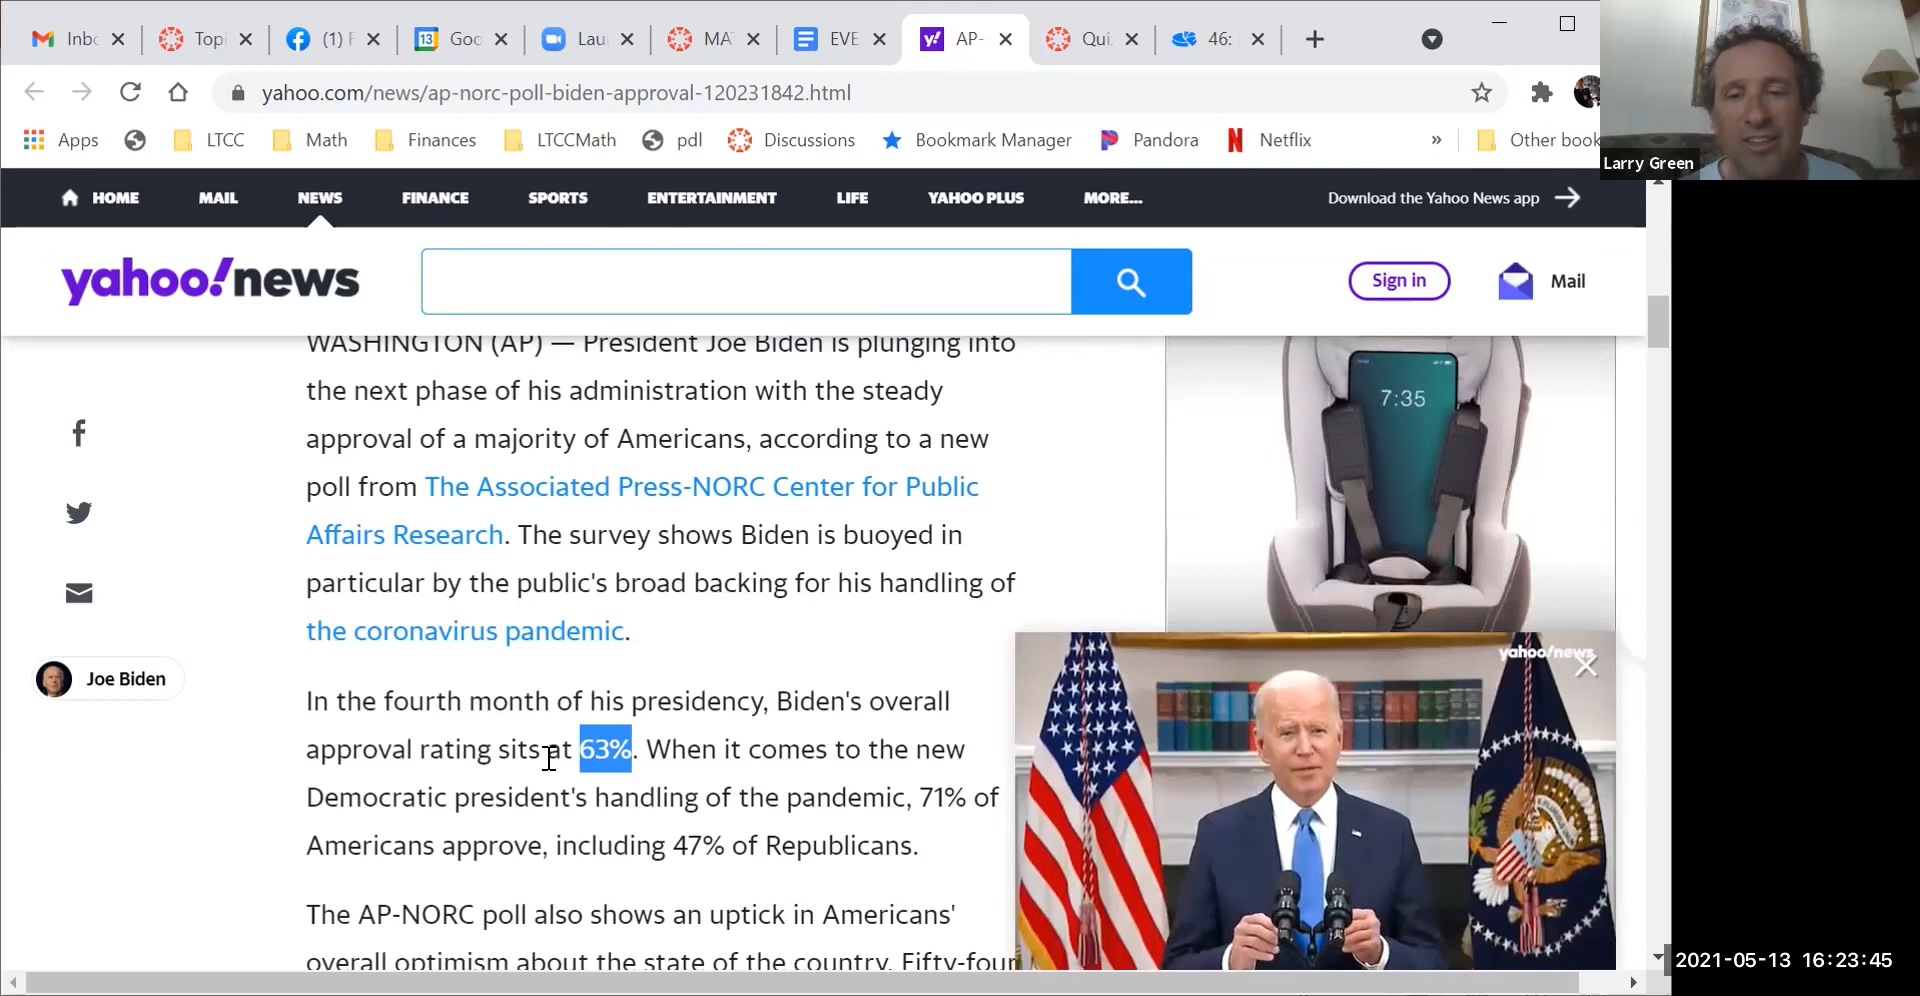 Inbc
Topi
(1) F
13
Goo
Lau
MA
EVE
y!
AP-
Qui
46:
yahoo.com/news/ap-norc-poll-biden-approval-120231842.html
Apps
LTCC
Math
Finances
LTCCMath
pdl
Discussions
Bookmark Manager
Pandora
Netflix
»
Other book
Larry Green
HOME
MAIL
NEWS
FINANCE
SPORTS
ENTERTAINMENT
LIFE
YAHOO PLUS
MORE...
Download the Yahoo News app
yahoo!news
Sign in
Mail
WASHINGTON (AP) — President Joe Biden is plunging into
the next phase of his administration with the steady
approval of a majority of Americans, according to a new
poll from The Associated Press-NORC Center for Public
Affairs Research. The survey shows Biden is buoyed in
particular by the public's broad backing for his handling of
the coronavirus pandemic.
7:35
Joe Biden
In the fourth month of his presidency, Biden's overall
approval rating sits at 63%. When it comes to the new
Democratic president's handling of the pandemic, 71% of
Americans approve, including 47% of Republicans.
The AP-NORC poll also shows an uptick in Americans'
overall optimism about the state of the country. Fifty-four
yahoo!news
2021-05-13 16:23:45